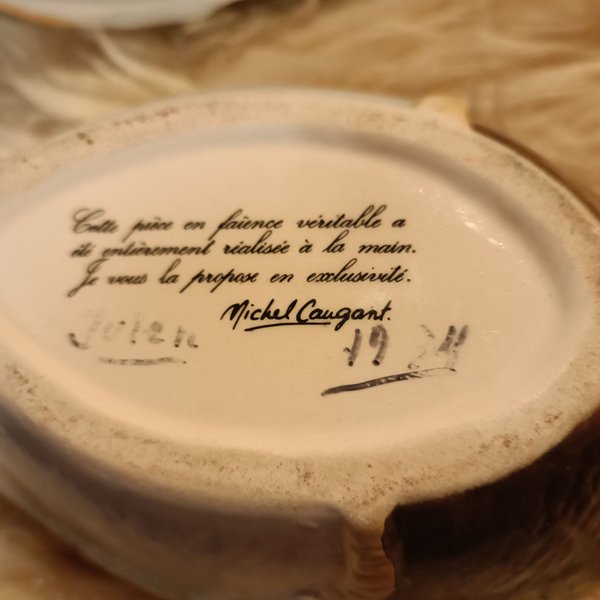 Cette pièce en faïence véritable a
été entièrement réalisée à la main.
Je vous la propose en exclusivité.
Michel Caugant.
19 24